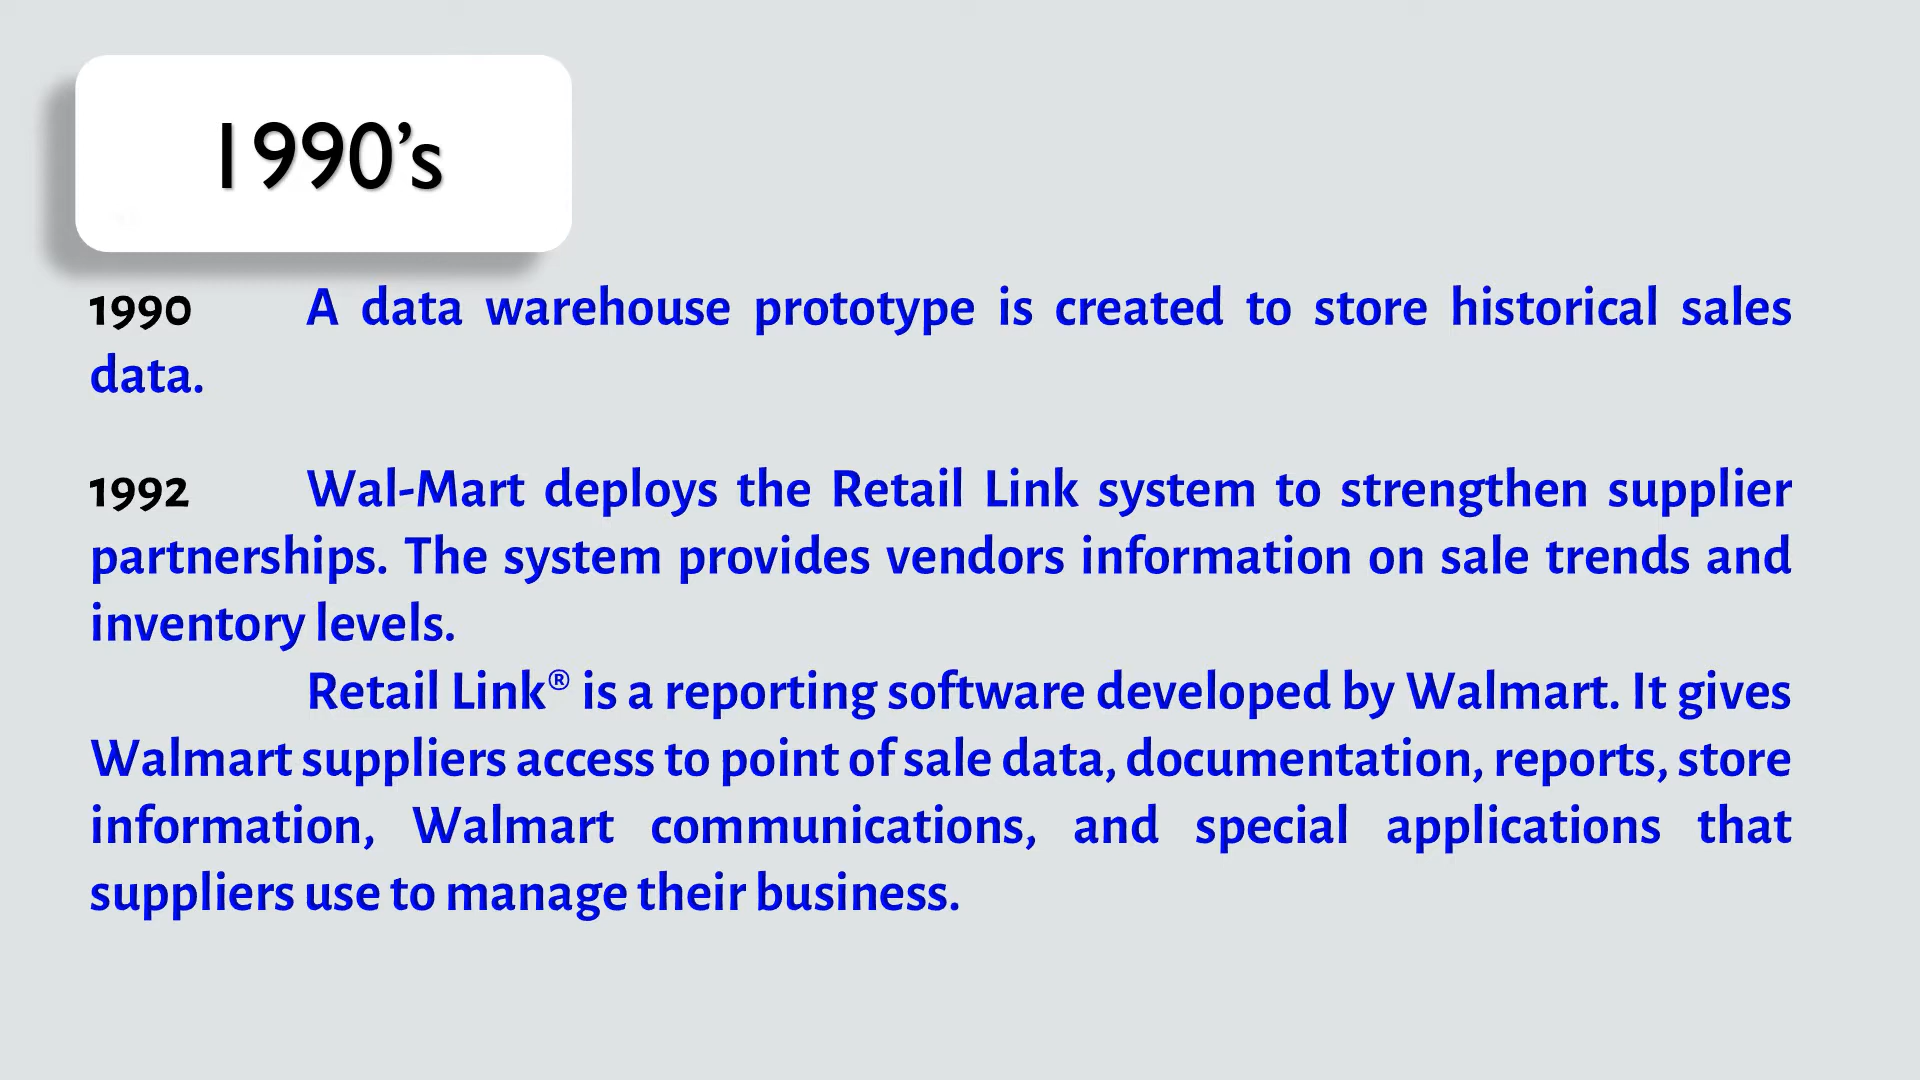 1990's
1990 A data warehouse prototype is created to store historical sales
data.
1992 Wal-Mart deploys the Retail Link system to strengthen supplier
partnerships. The system provides vendors information on sale trends and
inventory levels.
Retail Link® is a reporting software developed by Walmart. It gives
Walmart suppliers access to point of sale data, documentation, reports, store
information, Walmart communications, and special applications that
suppliers use to manage their business.